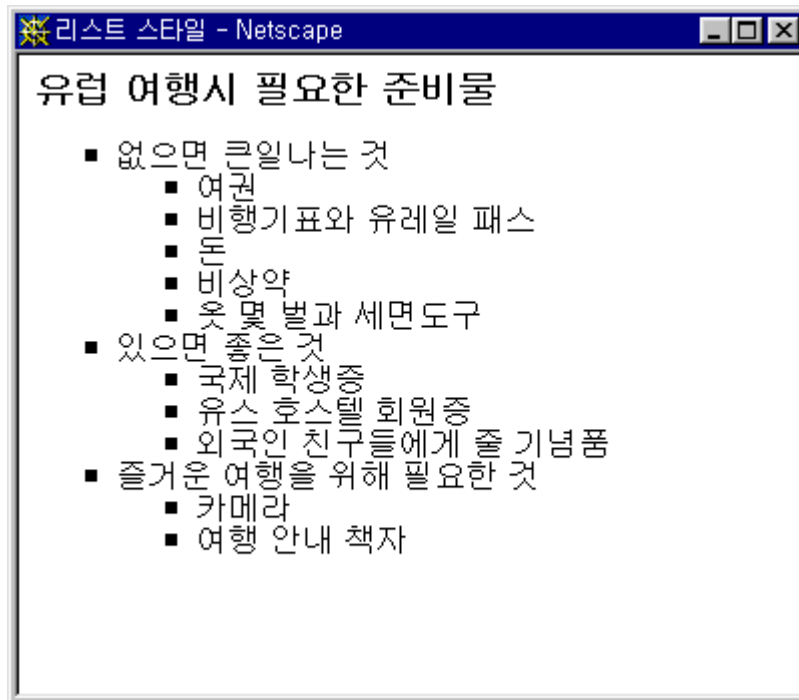 리스트 스타일 - Netscape
유럽 여행시 필요한 준비물
없으면 큰일나는 것
여권
비행기표와 유레일 패스
돈
비상약
옷 몇 벌과 세면도구
있으면 좋은 것
국제 학생증
유스 호스텔 회원증
외국인 친구들에게 줄 기념품
즐거운 여행을 위해 필요한 것
카메라
여행 안내 책자